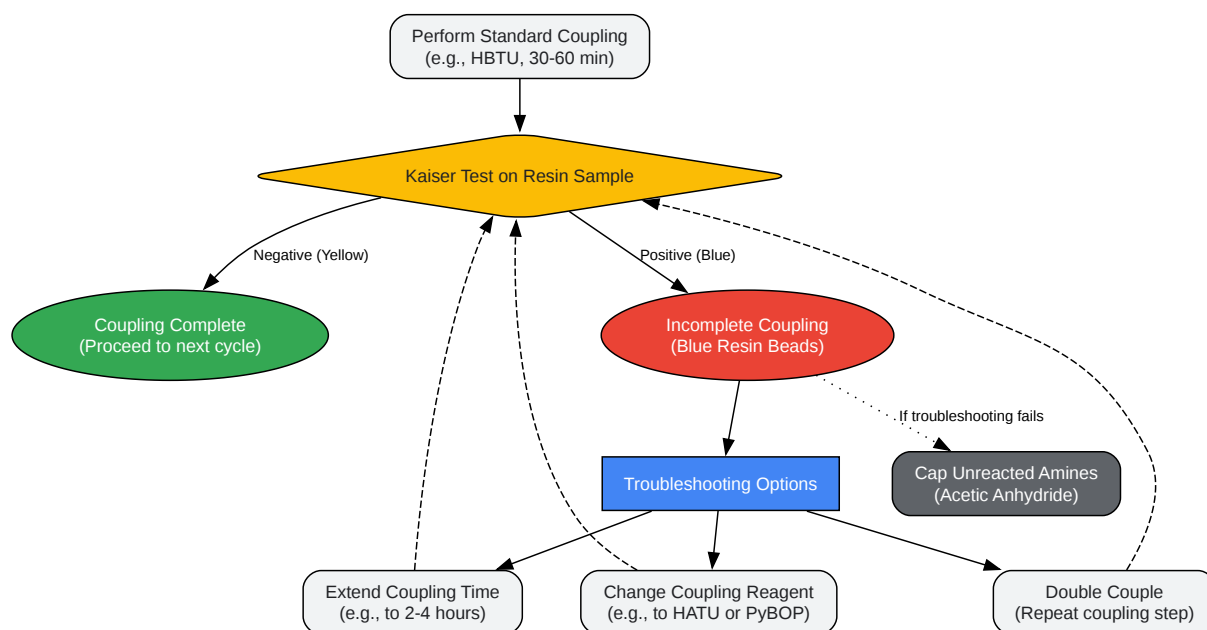 Perform Standard Coupling
(e.g., HBTU, 30-60 min)
Kaiser Test on Resin Sample
Negative (Yellow)
Positive (Blue)
Coupling Complete
(Proceed to next cycle)
Incomplete Coupling
(Blue Resin Beads)
If troubleshooting fails
Troubleshooting Options
Cap Unreacted Amines
(Acetic Anhydride)
Extend Coupling Time
(e.g., to 2-4 hours)
Change Coupling Reagent
(e.g., to HATU or PyBOP)
Double Couple
(Repeat coupling step)